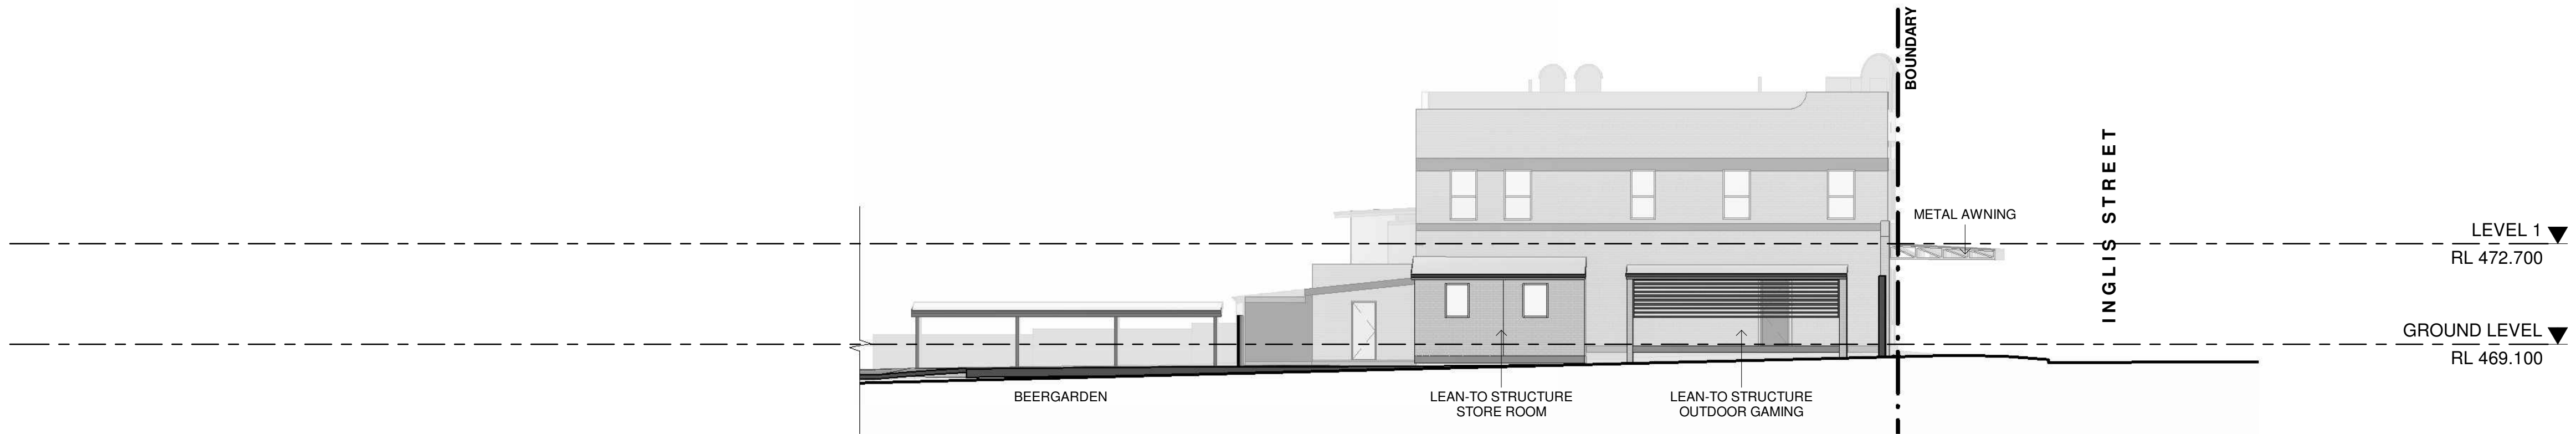 BOUNDARY
METAL AWNING
INGLIS STREET
LEVEL 1
RL 472.700
GROUND LEVEL
RL 469.100
BEERGARDEN
LEAN-TO STRUCTURE
STORE ROOM
LEAN-TO STRUCTURE
OUTDOOR GAMING